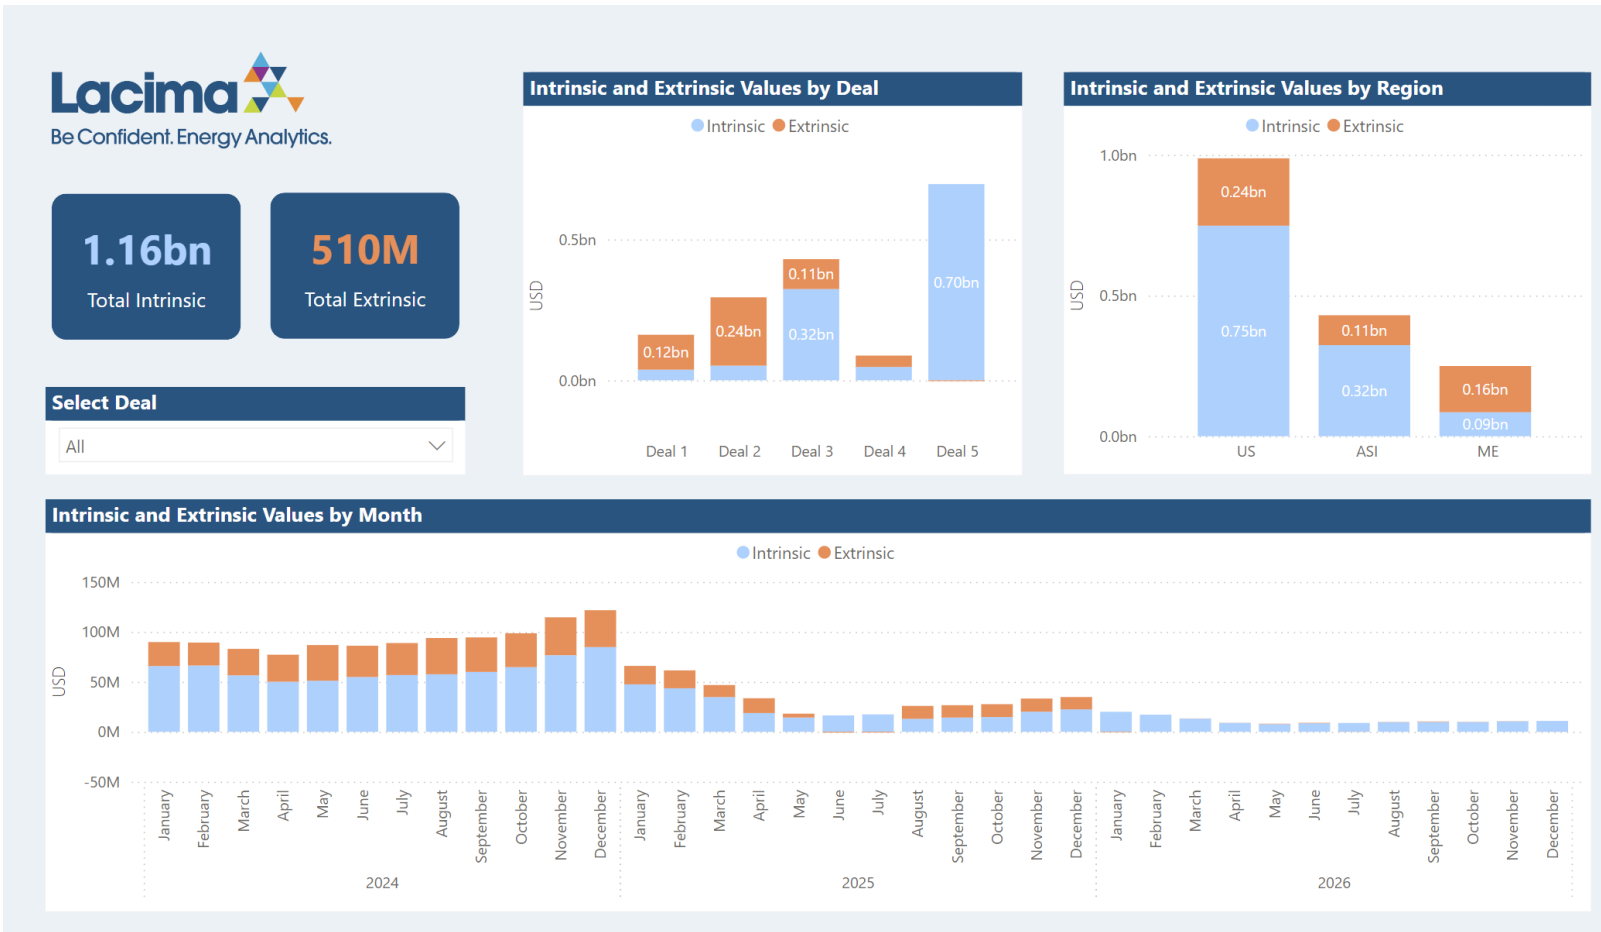 Lacima
Be Confident. Energy Analytics.
1.16bn
Total Intrinsic
510M
Total Extrinsic
Select Deal
All
Intrinsic and Extrinsic Values by Deal
Intrinsic Extrinsic
USD
0.5bn
0.0bn
0.12bn
0.24bn
0.11bn
0.32bn
0.70bn
Deal 1 Deal 2 Deal 3 Deal 4 Deal 5
Intrinsic and Extrinsic Values by Region
Intrinsic Extrinsic
USD
1.0bn
0.5bn
0.0bn
0.24bn
0.75bn
0.11bn
0.32bn
0.16bn
0.09bn
US ASI ME
Intrinsic and Extrinsic Values by Month
Intrinsic Extrinsic
USD
150M
100M
50M
0M
-50M
January February March April May June July August September October November December
2024
January February March April May June July August September October November December
2025
January February March April May June July August September October November December
2026